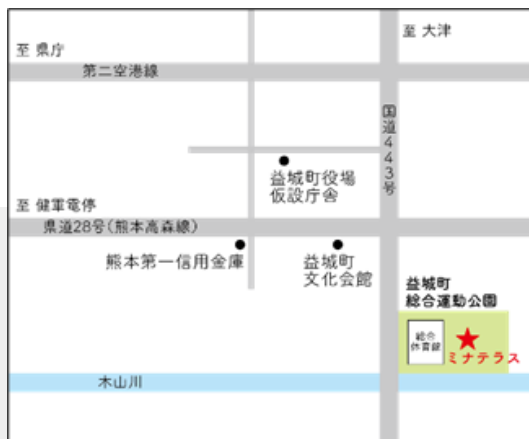 至 大津
至 県庁
第二空港線
国道443号
益城町役場
仮設庁舎
至 健軍電停
県道28号(熊本高森線)
熊本第一信用金庫
益城町
文化会館
益城町
総合運動公園
総合
体育館
ミナテラス
木山川